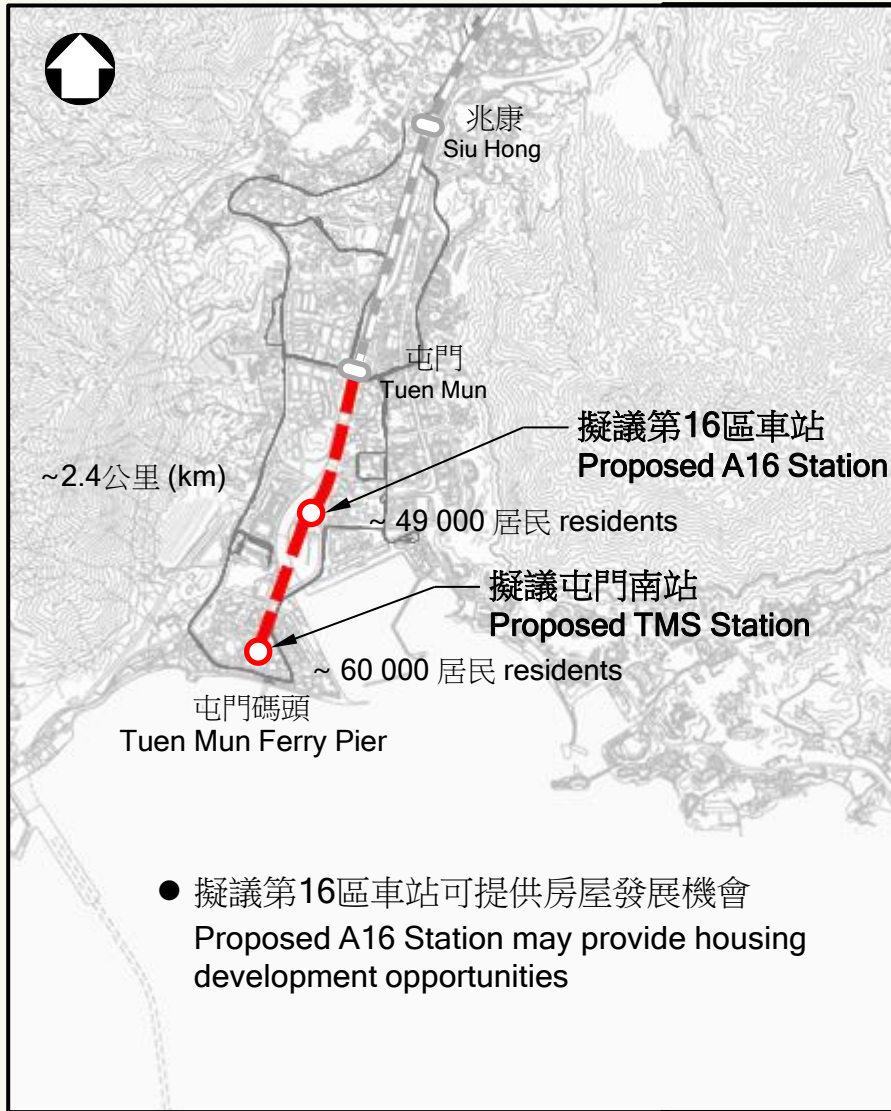 兆康
Siu Hong
屯門
Tuen Mun
擬議第16區車站
Proposed A16 Station
~2.4公里 (km)
~ 49 000 居民 residents
擬議屯門南站
Proposed TMS Station
~ 60 000 居民 residents
屯門碼頭
Tuen Mun Ferry Pier
● 擬議第16區車站可提供房屋發展機會
Proposed A16 Station may provide housing
development opportunities